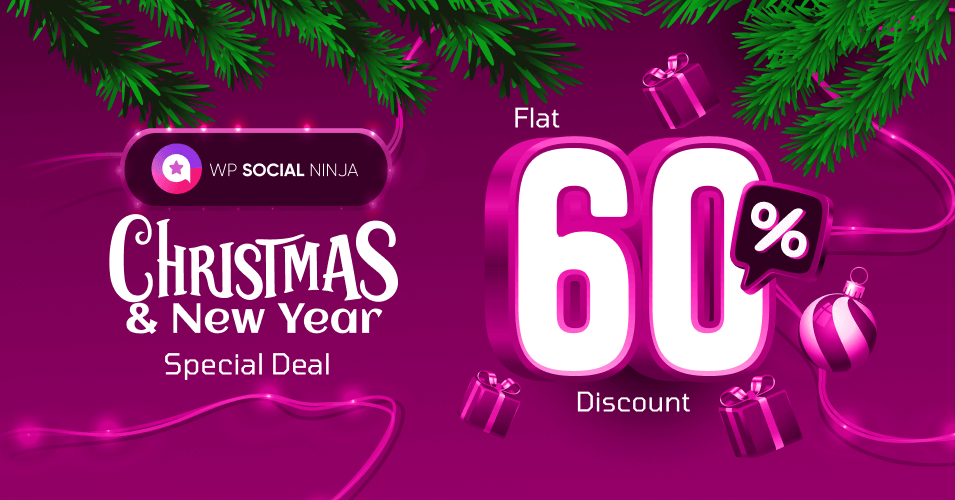 WP SOCIAL NINJA
CHRISTMAS
& New Year
Special Deal
Flat
60%
Discount